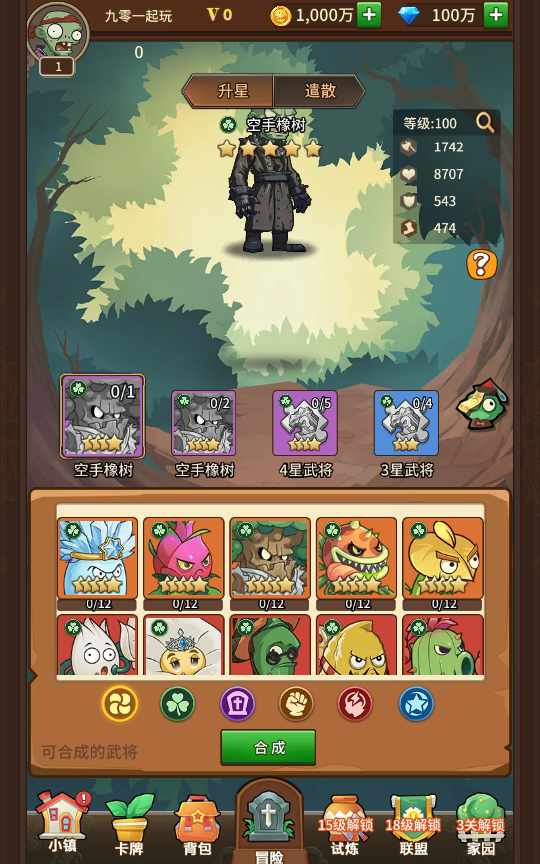 九零一起玩 V 0 1,000万 100万
1
0
升星 遣散
空手橡树
等级:100
1742
8707
543
474
0/1 0/2 0/5 0/4
空手橡树 空手橡树 4星武将 3星武将
0/12 0/12 0/12 0/12 0/12
可合成的武将 合成
15级解锁 18级解锁 3关解锁
小镇 卡牌 背包 冒险 试炼 联盟 家园